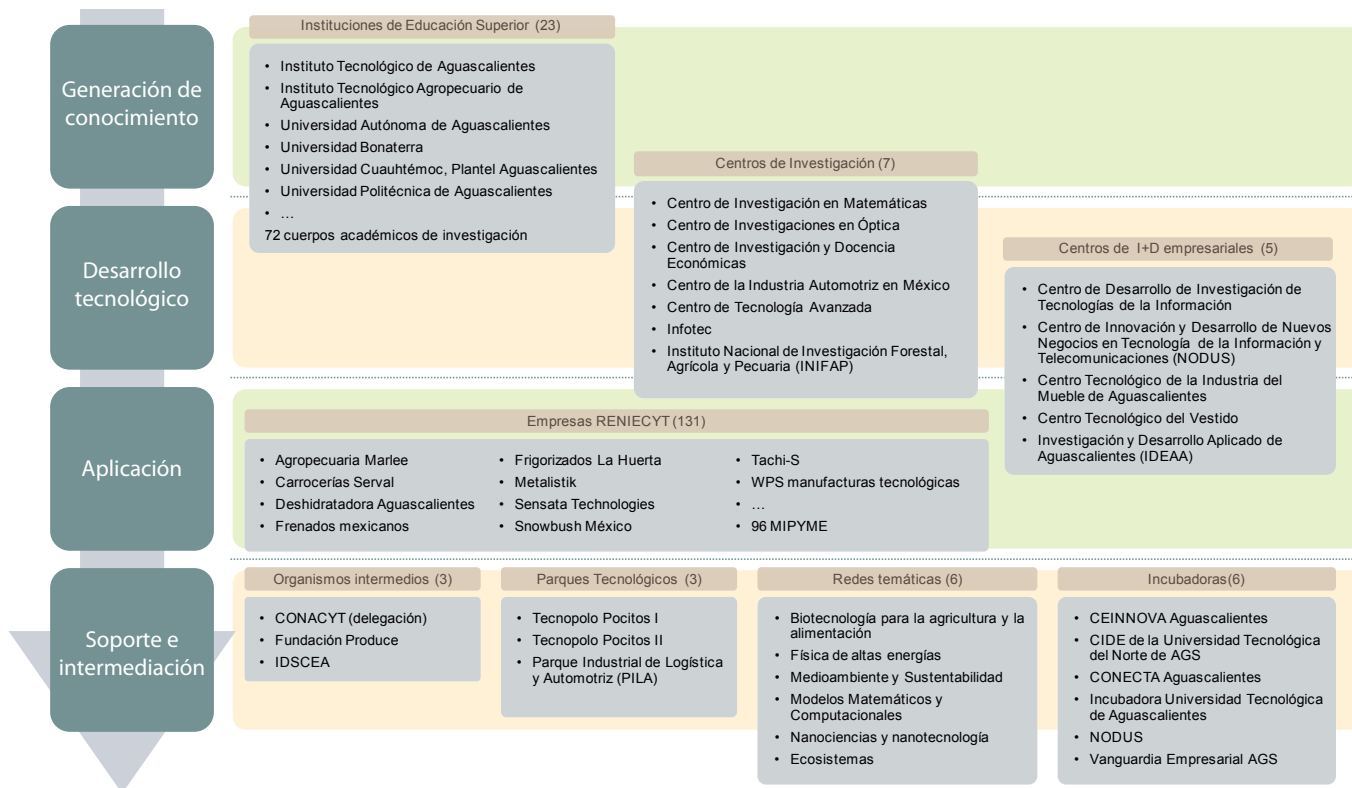 Generación de
conocimiento
Instituciones de Educación Superior (23)
• Instituto Tecnológico de Aguascalientes
• Instituto Tecnológico Agropecuario de
Aguascalientes
• Universidad Autónoma de Aguascalientes
• Universidad Bonaterra
• Universidad Cuauhtémoc, Plantel Aguascalientes
• Universidad Politécnica de Aguascalientes
• …
72 cuerpos académicos de investigación
Centros de Investigación (7)
• Centro de Investigación en Matemáticas
• Centro de Investigaciones en Óptica
• Centro de Investigación y Docencia
Económicas
• Centro de la Industria Automotriz en México
• Centro de Tecnología Avanzada
• Infotec
• Instituto Nacional de Investigación Forestal,
Agrícola y Pecuaria (INIFAP)
Desarrollo
tecnológico
Centros de I+D empresariales (5)
• Centro de Desarrollo de Investigación de
Tecnologías de la Información
• Centro de Innovación y Desarrollo de Nuevos
Negocios en Tecnología de la Información y
Telecomunicaciones (NODUS)
• Centro Tecnológico de la Industria del
Mueble de Aguascalientes
• Centro Tecnológico del Vestido
• Investigación y Desarrollo Aplicado de
Aguascalientes (IDEAA)
Aplicación
Empresas RENIECYT (131)
• Agropecuaria Marlee
• Carrocerías Serval
• Deshidratadora Aguascalientes
• Frenados mexicanos
• Frigorizados La Huerta
• Metalistik
• Sensata Technologies
• Snowbush México
• Tachi-S
• WPS manufacturas tecnológicas
• …
• 96 MIPYME
Soporte e
intermediación
Organismos intermedios (3)
• CONACYT (delegación)
• Fundación Produce
• IDSCEA
Parques Tecnológicos (3)
• Tecnopolo Pocitos I
• Tecnopolo Pocitos II
• Parque Industrial de Logística
y Automotriz (PILA)
Redes temáticas (6)
• Biotecnología para la agricultura y la
alimentación
• Física de altas energías
• Medioambiente y Sustentabilidad
• Modelos Matemáticos y
Computacionales
• Nanociencias y nanotecnología
• Ecosistemas
Incubadoras(6)
• CEINNOVA Aguascalientes
• CIDE de la Universidad Tecnológica
del Norte de AGS
• CONECTA Aguascalientes
• Incubadora Universidad Tecnológica
de Aguascalientes
• NODUS
• Vanguardia Empresarial AGS